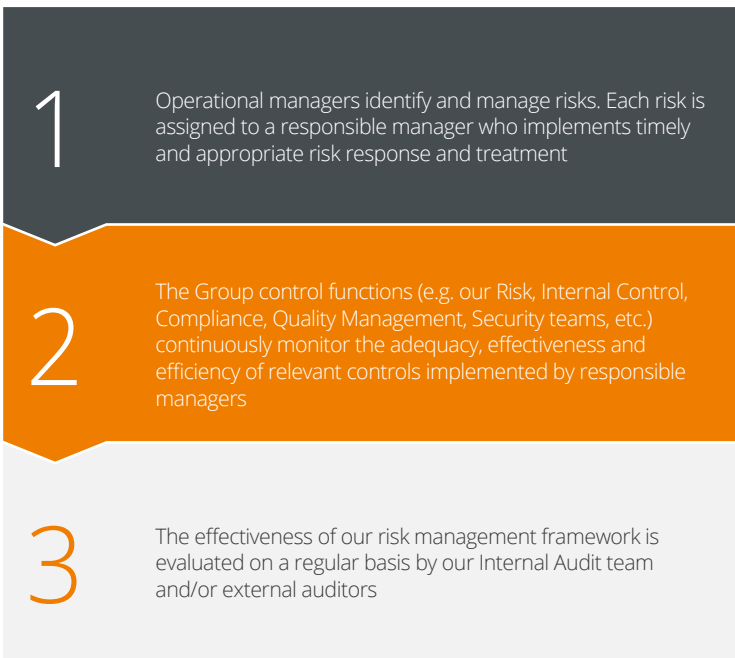 1
Operational managers identify and manage risks. Each risk is
assigned to a responsible manager who implements timely
and appropriate risk response and treatment
2
The Group control functions (e.g. our Risk, Internal Control,
Compliance, Quality Management, Security teams, etc.)
continuously monitor the adequacy, effectiveness and
efficiency of relevant controls implemented by responsible
managers
3
The effectiveness of our risk management framework is
evaluated on a regular basis by our Internal Audit team
and/or external auditors